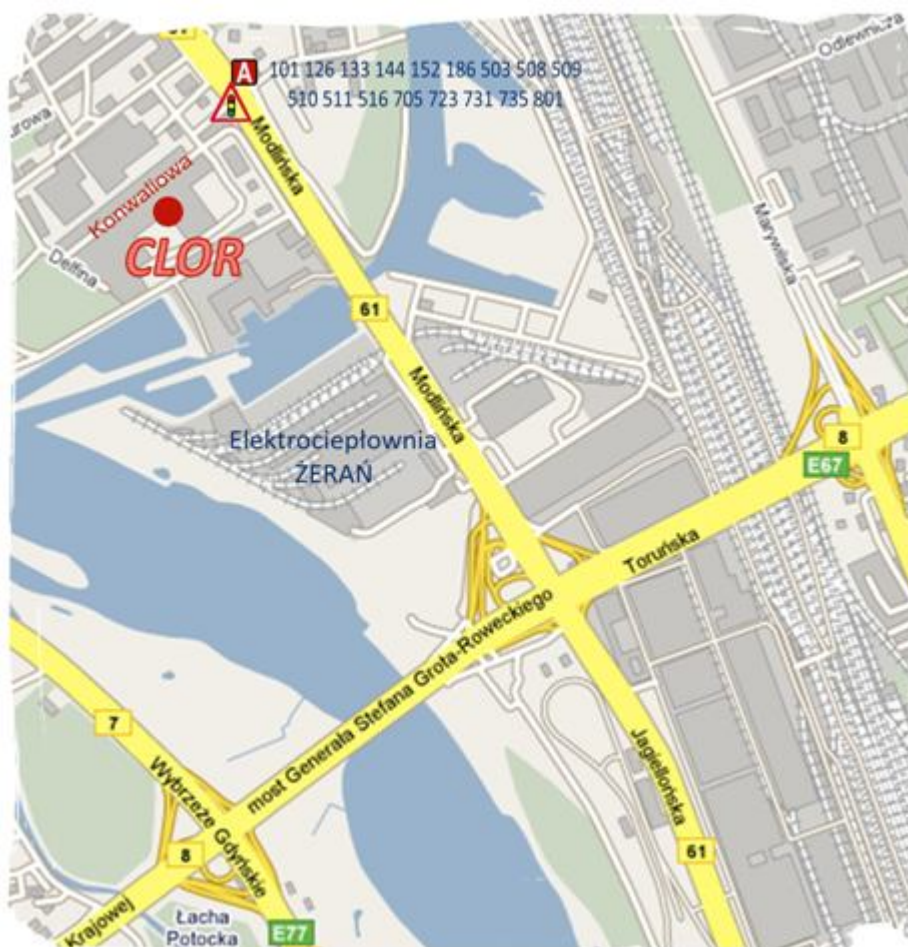 Odlewnicza
A 101 126 133 144 152 186 503 508 509
510 511 516 705 723 731 735 801
Modlińska
Konwaliowa
CLOR
Delfina
Marywilska
61
Modlińska
Elektrociepłownia
ŻERAŃ
8
E67
Toruńska
most Generała Stefana Grota-Roweckiego
7
Wybrzeże Gdyńskie
Jagiellońska
8
61
Krajowej
Łacha
Potocka
E77